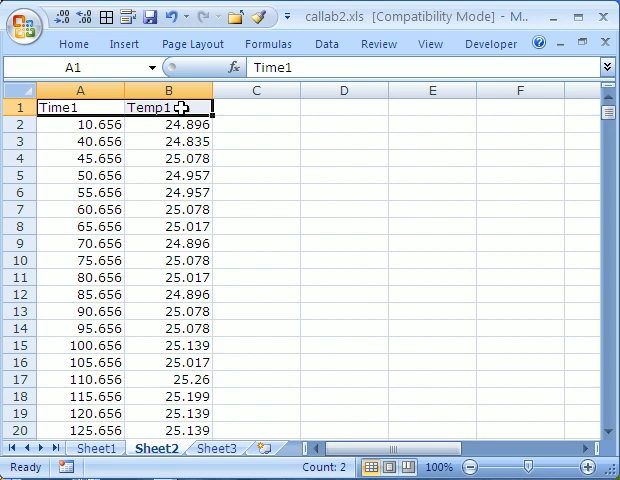 callab2.xls [Compatibility Mode] - M..
Home Insert Page Layout Formulas Data Review View Developer
A1 fx Time1
A B C D E F
1 Time1 Temp1
2 10.656 24.896
3 40.656 24.835
4 45.656 25.078
5 50.656 24.957
6 55.656 24.957
7 60.656 25.078
8 65.656 25.017
9 70.656 24.896
10 75.656 25.078
11 80.656 25.017
12 85.656 24.896
13 90.656 25.078
14 95.656 25.078
15 100.656 25.139
16 105.656 25.017
17 110.656 25.26
18 115.656 25.199
19 120.656 25.139
20 125.656 25.139
Sheet1 Sheet2 Sheet3
Ready Count: 2 100%